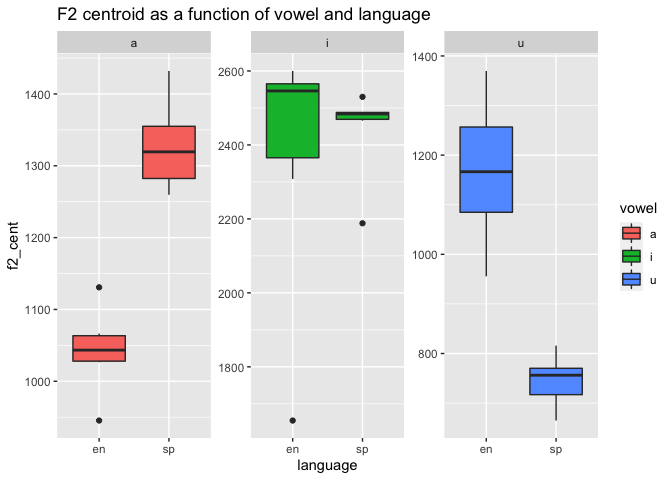 F2 centroid as a function of vowel and language
a
i
u
1400
1300
1200
1100
1000
2600
2400
2200
2000
1800
1400
1200
1000
800
f2_cent
en
sp
en
sp
en
sp
language
vowel
a
i
u